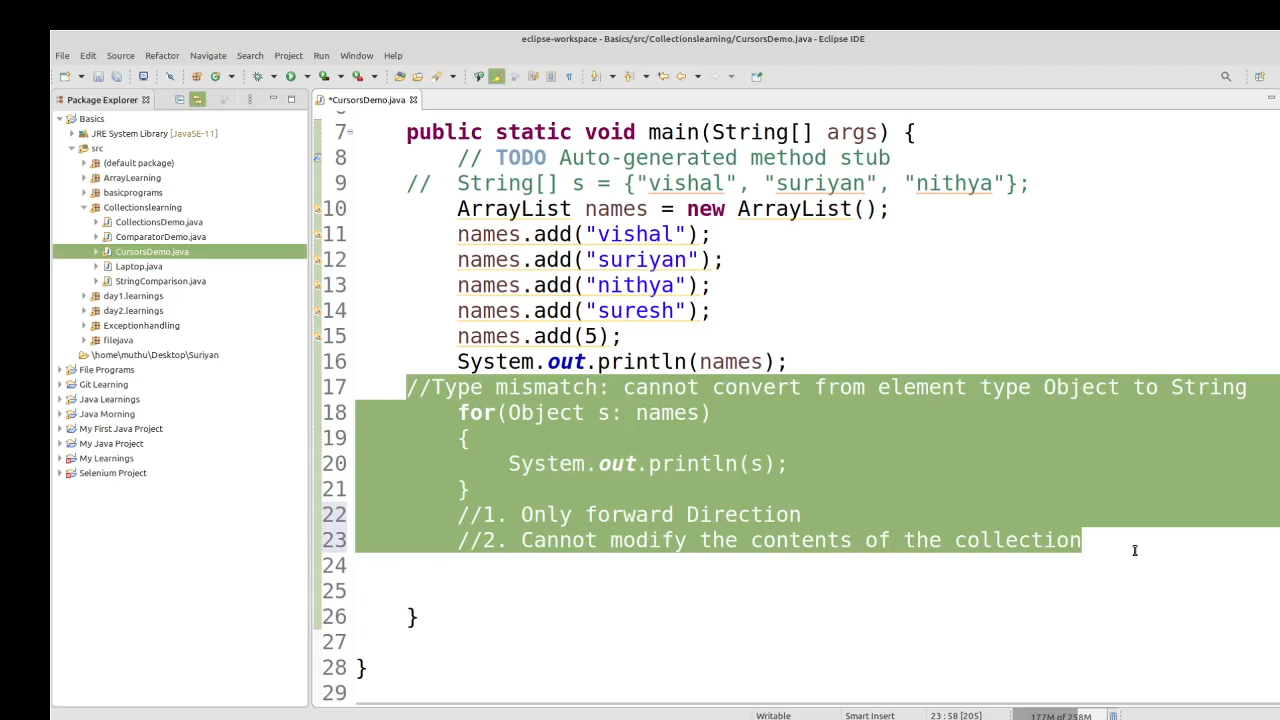 eclipse-workspace - Basics/src/Collectionslearning/CursorsDemo.java - Eclipse IDE
File Edit Source Refactor Navigate Search Project Run Window Help
Package Explorer
*CursorsDemo.java
Basics
JRE System Library [JavaSE-11]
src
(default package)
ArrayLearning
basicprograms
Collectionslearning
CollectionsDemo.java
ComparatorDemo.java
CursorsDemo.java
Laptop.java
StringComparison.java
day1.learnings
day2.learnings
Exceptionhandling
filejava
\home\muthu\Desktop\Suriyan
File Programs
Git Learning
Java Learnings
Java Morning
My First Java Project
My Java Project
My Learnings
Selenium Project
7 public static void main(String[] args) {
8 // TODO Auto-generated method stub
9 // String[] s = {"vishal", "suriyan", "nithya"};
10 ArrayList names = new ArrayList();
11 names.add("vishal");
12 names.add("suriyan");
13 names.add("nithya");
14 names.add("suresh");
15 names.add(5);
16 System.out.println(names);
17 //Type mismatch: cannot convert from element type Object to String
18 for(Object s: names)
19 {
20 System.out.println(s);
21 }
22 //1. Only forward Direction
23 //2. Cannot modify the contents of the collection
24
25
26 }
27
28 }
29
Writable Smart Insert 23 : 58 [205] 177M of 258M